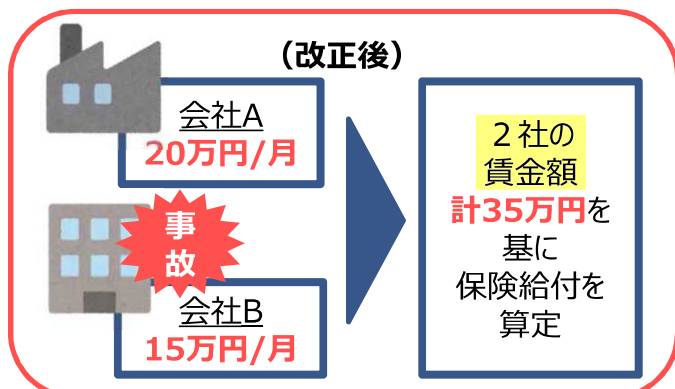 （改正後）
会社A
20万円/月
事
故
会社B
15万円/月
２社の
賃金額
計35万円を
基に
保険給付を
算定